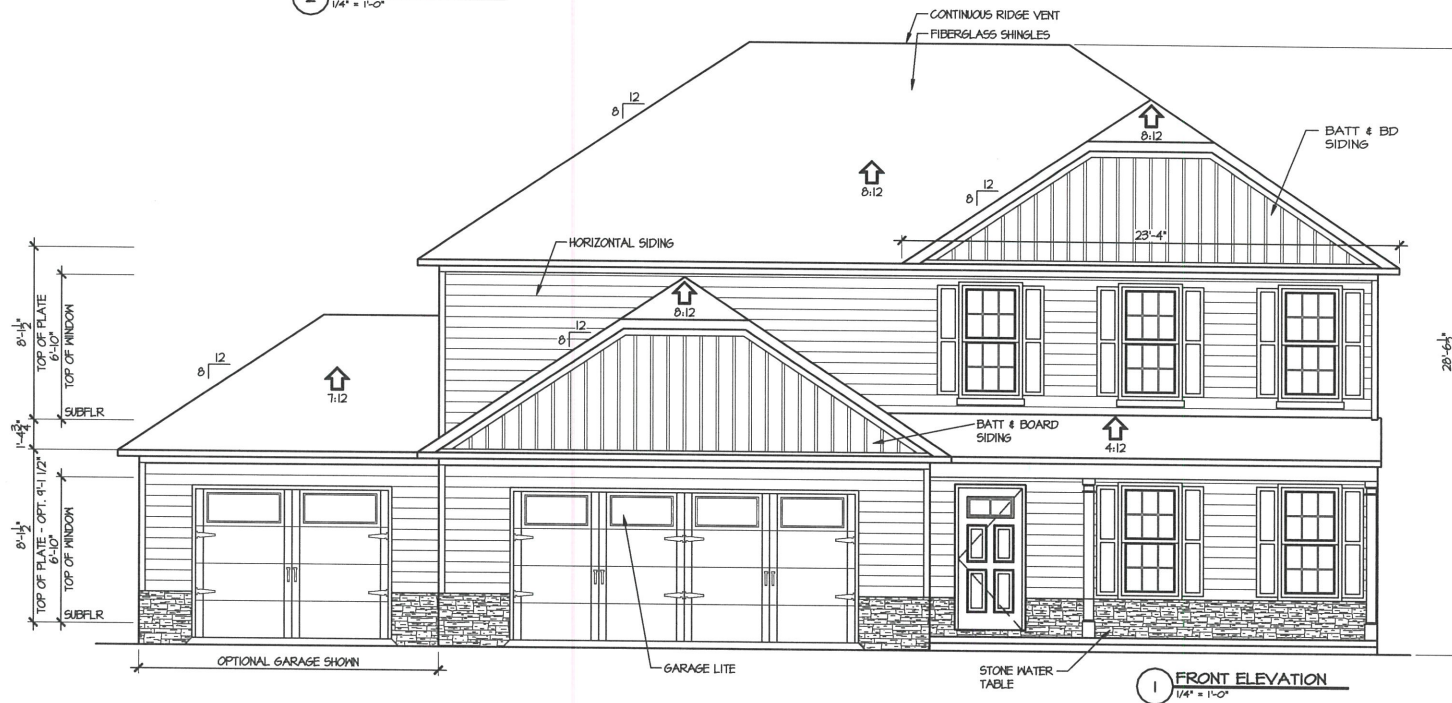 2
1/4" = 1'-0"
CONTINUOUS RIDGE VENT
FIBERGLASS SHINGLES
12
8
8:12
BATT & BD
SIDING
8:12
12
8
23'-4"
HORIZONTAL SIDING
8:12
12
8
12
8
7:12
8'-1 1/2"
TOP OF PLATE
6'-10"
TOP OF WINDOW
SUBFLR
1'-4 3/4"
BATT & BOARD
SIDING
4:12
28'-6 1/2"
8'-1 1/2"
TOP OF PLATE - OPT. 9'-1 1/2"
6'-10"
TOP OF WINDOW
SUBFLR
OPTIONAL GARAGE SHOWN
GARAGE LITE
STONE WATER
TABLE
1 FRONT ELEVATION
1/4" = 1'-0"